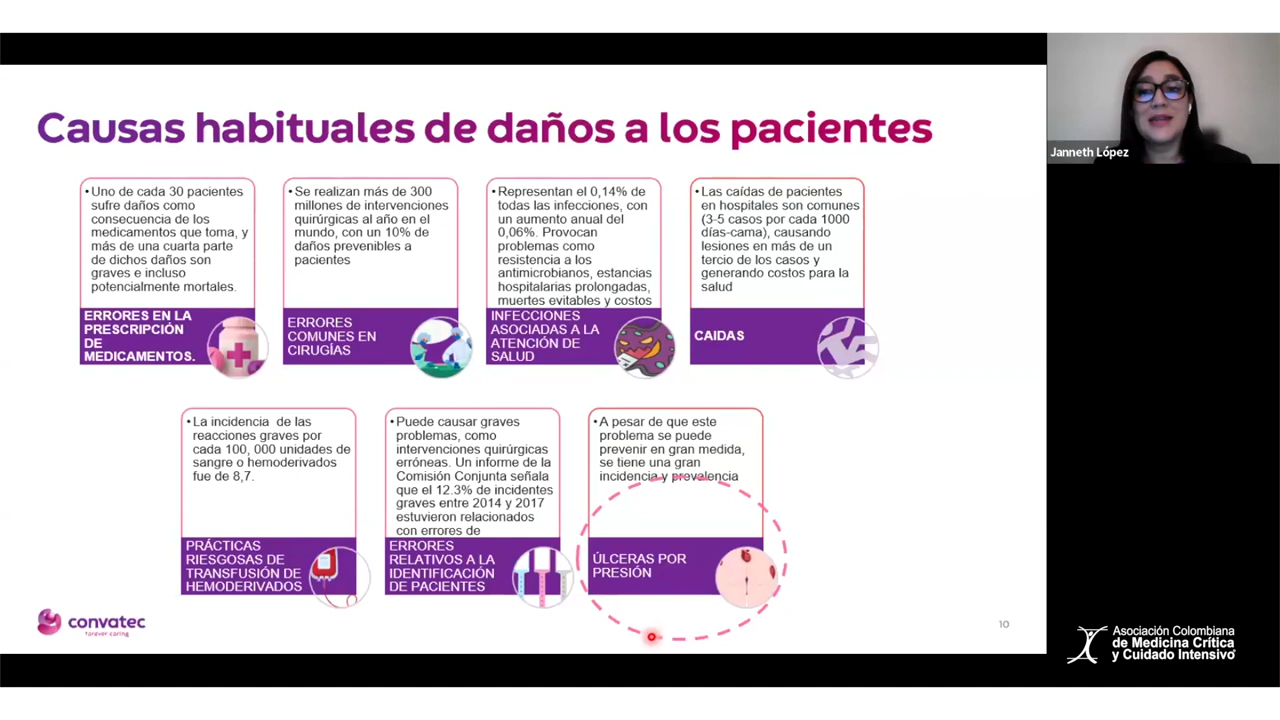 Causas habituales de daños a los pacientes
• Uno de cada 30 pacientes
sufre daños como
consecuencia de los
medicamentos que toma, y
más de una cuarta parte
de dichos daños son
graves e incluso
potencialmente mortales.
ERRORES EN LA
PRESCRIPCIÓN
DE
MEDICAMENTOS.
• Se realizan más de 300
millones de intervenciones
quirúrgicas al año en el
mundo, con un 10% de
daños prevenibles a
pacientes
ERRORES
COMUNES EN
CIRUGÍAS
• Representan el 0,14% de
todas las infecciones, con
un aumento anual del
0,06%. Provocan
problemas como
resistencia a los
antimicrobianos, estancias
hospitalarias prolongadas,
muertes evitables y costos
INFECCIONES
ASOCIADAS A LA
ATENCIÓN DE
SALUD
• Las caídas de pacientes
en hospitales son comunes
(3-5 casos por cada 1000
días-cama), causando
lesiones en más de un
tercio de los casos y
generando costos para la
salud
CAIDAS
• La incidencia de las
reacciones graves por
cada 100, 000 unidades de
sangre o hemoderivados
fue de 8,7.
PRÁCTICAS
RIESGOSAS DE
TRANSFUSIÓN DE
HEMODERIVADOS
• Puede causar graves
problemas, como
intervenciones quirúrgicas
erróneas. Un informe de la
Comisión Conjunta señala
que el 12.3% de incidentes
graves entre 2014 y 2017
estuvieron relacionados
con errores de
ERRORES
RELATIVOS A LA
IDENTIFICACIÓN
DE PACIENTES
• A pesar de que este
problema se puede
prevenir en gran medida,
se tiene una gran
incidencia y prevalencia
ÚLCERAS POR
PRESIÓN
convatec
forever caring
10
Janneth López
Asociación Colombiana
de Medicina Crítica
y Cuidado Intensivo